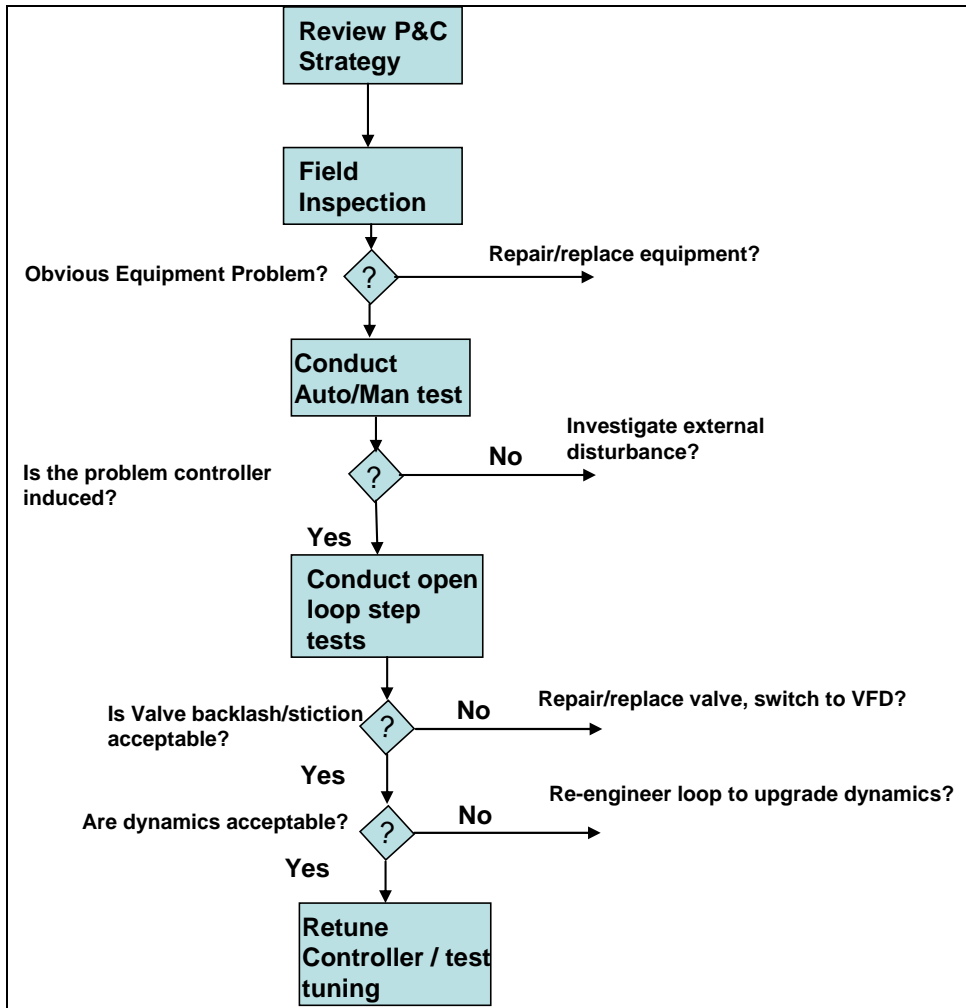 Review P&C
Strategy
Field
Inspection
Obvious Equipment Problem?
?
Repair/replace equipment?
Conduct
Auto/Man test
Is the problem controller
induced?
?
No
Investigate external
disturbance?
Yes
Conduct open
loop step
tests
Is Valve backlash/stiction
acceptable?
?
No
Repair/replace valve, switch to VFD?
Yes
Are dynamics acceptable?
?
No
Re-engineer loop to upgrade dynamics?
Yes
Retune
Controller / test
tuning